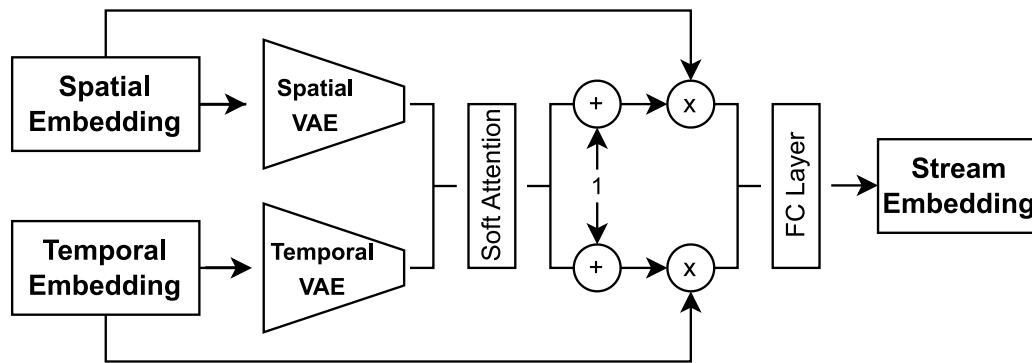 Spatial
Embedding
Spatial
VAE
+
x
1
Soft Attention
FC Layer
Stream
Embedding
Temporal
Embedding
Temporal
VAE
+
x